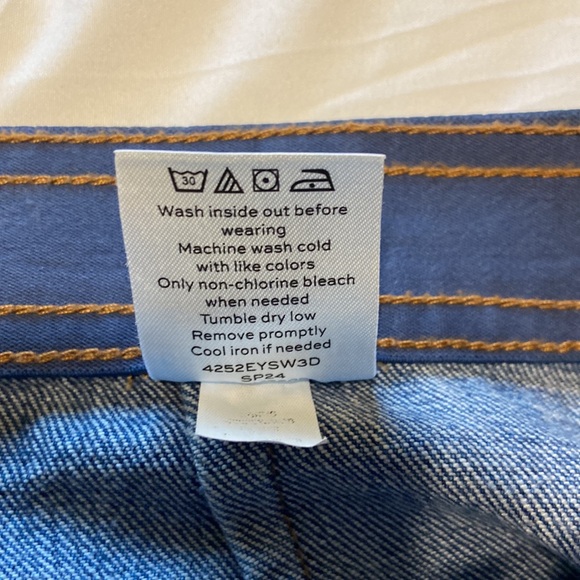 30
Wash inside out before
wearing
Machine wash cold
with like colors
Only non-chlorine bleach
when needed
Tumble dry low
Remove promptly
Cool iron if needed
4252EYSW3D
SP24